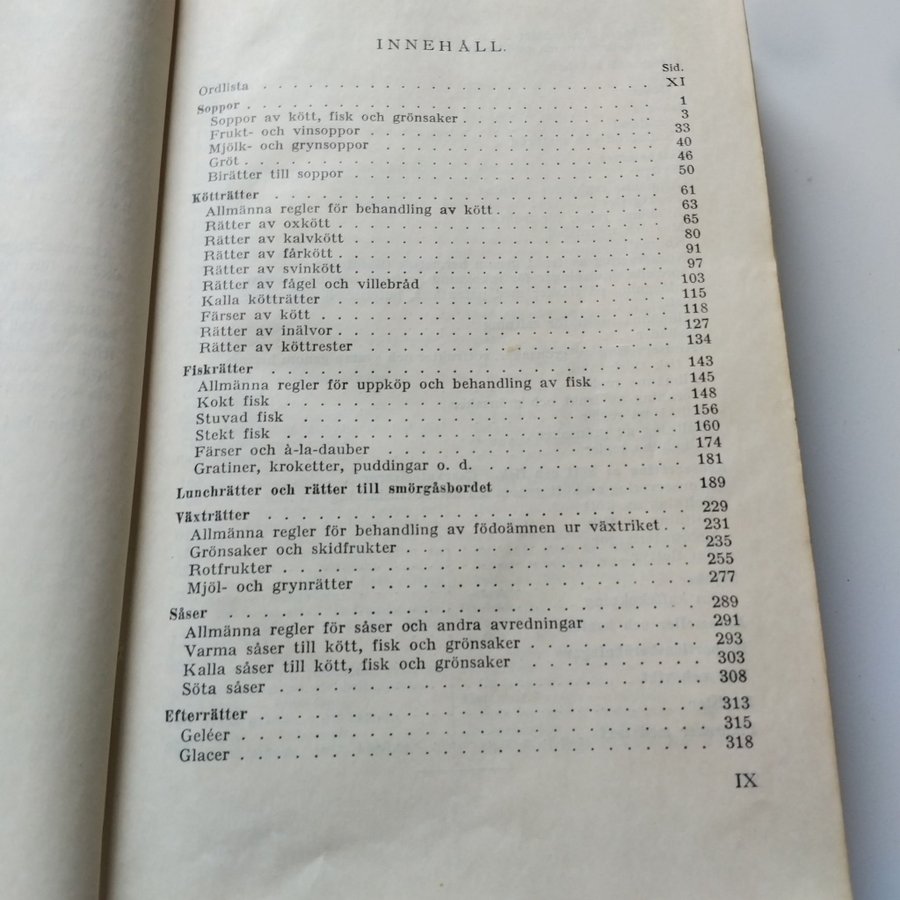 INNEHÅLL.
Sid.
Ordlista . . . . . . . . . . . . . . . . . . . . XI
Soppor . . . . . . . . . . . . . . . . . . . . 1
Soppor av kött, fisk och grönsaker . . . . . . . . . . 3
Frukt- och vinsoppor . . . . . . . . . . . . . . 33
Mjölk- och grynsoppor . . . . . . . . . . . . . . 40
Gröt . . . . . . . . . . . . . . . . . . . . 46
Birätter till soppor . . . . . . . . . . . . . . . 50
Kötträtter . . . . . . . . . . . . . . . . . . . 61
Allmänna regler för behandling av kött . . . . . . . . 63
Rätter av oxkött . . . . . . . . . . . . . . . . 65
Rätter av kalvkött . . . . . . . . . . . . . . . 80
Rätter av fårkött . . . . . . . . . . . . . . . . 91
Rätter av svinkött . . . . . . . . . . . . . . . 97
Rätter av fågel och villebråd . . . . . . . . . . . . 103
Kalla kötträtter . . . . . . . . . . . . . . . . 115
Färser av kött . . . . . . . . . . . . . . . . . 118
Rätter av inälvor . . . . . . . . . . . . . . . . 127
Rätter av köttrester . . . . . . . . . . . . . . . 134
Fiskrätter . . . . . . . . . . . . . . . . . . . 143
Allmänna regler för uppköp och behandling av fisk . . . . . 145
Kokt fisk . . . . . . . . . . . . . . . . . . . 148
Stuvad fisk . . . . . . . . . . . . . . . . . . 156
Stekt fisk . . . . . . . . . . . . . . . . . . . 160
Färser och à-la-dauber . . . . . . . . . . . . . . 174
Gratiner, kroketter, puddingar o. d. . . . . . . . . . . 181
Lunchrätter och rätter till smörgåsbordet . . . . . . . . . 189
Växträtter . . . . . . . . . . . . . . . . . . . 229
Allmänna regler för behandling av födoämnen ur växtriket . . 231
Grönsaker och skidfrukter . . . . . . . . . . . . . 235
Rotfrukter . . . . . . . . . . . . . . . . . . . 255
Mjöl- och grynrätter . . . . . . . . . . . . . . . 277
Såser . . . . . . . . . . . . . . . . . . . . 289
Allmänna regler för såser och andra avredningar . . . . . . 291
Varma såser till kött, fisk och grönsaker . . . . . . . . . 293
Kalla såser till kött, fisk och grönsaker . . . . . . . . . 303
Söta såser . . . . . . . . . . . . . . . . . . . 308
Efterrätter . . . . . . . . . . . . . . . . . . . 313
Geléer . . . . . . . . . . . . . . . . . . . . 315
Glacer . . . . . . . . . . . . . . . . . . . . 318
IX